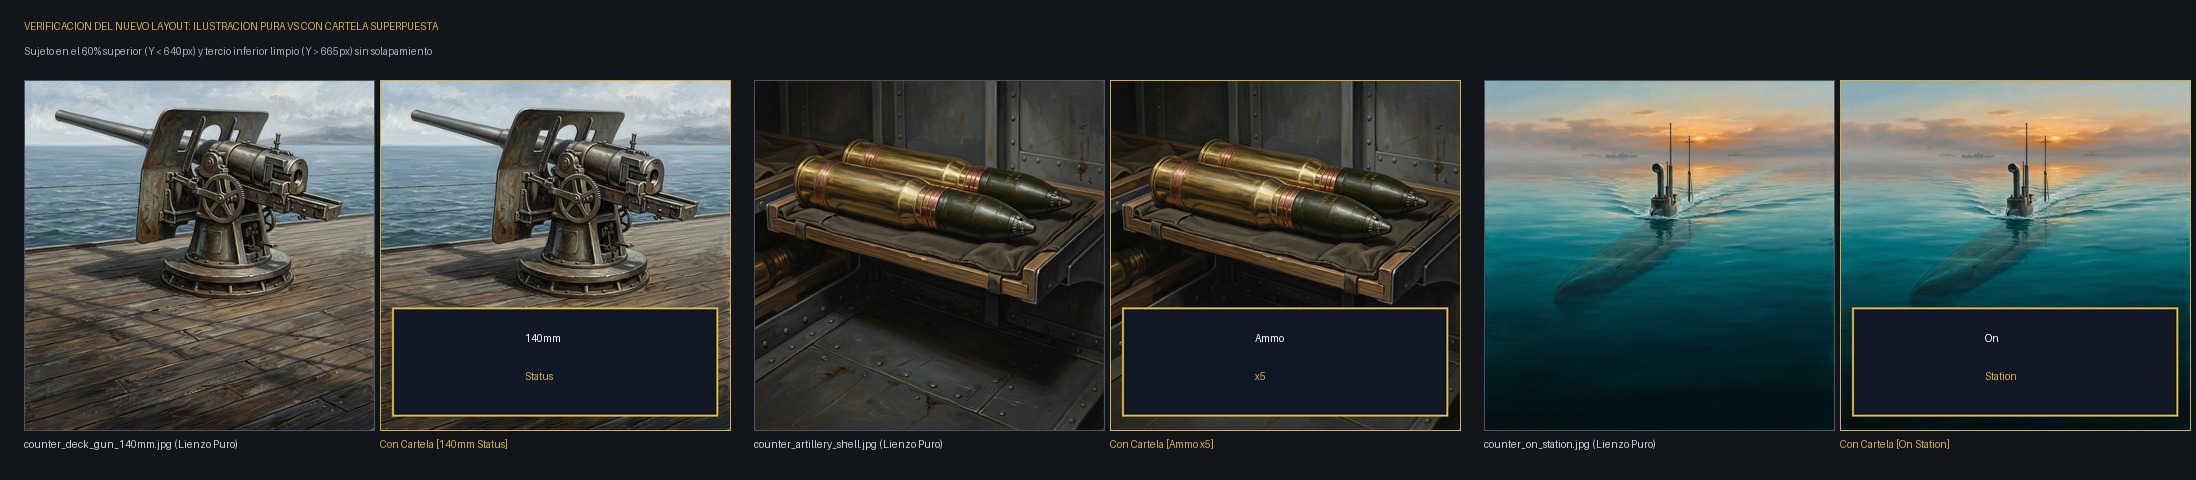 VERIFICACION DEL NUEVO LAYOUT: ILUSTRACION PURA VS CON CARTELA SUPERPUESTA
Sujeto en el 60% superior (Y < 640px) y tercio inferior limpio (Y > 665px) sin solapamiento
140mm
Status
Ammo
x5
On
Station
counter_deck_gun_140mm.jpg (Lienzo Puro)
Con Cartela [140mm Status]
counter_artillery_shell.jpg (Lienzo Puro)
Con Cartela [Ammo x5]
counter_on_station.jpg (Lienzo Puro)
Con Cartela [On Station]